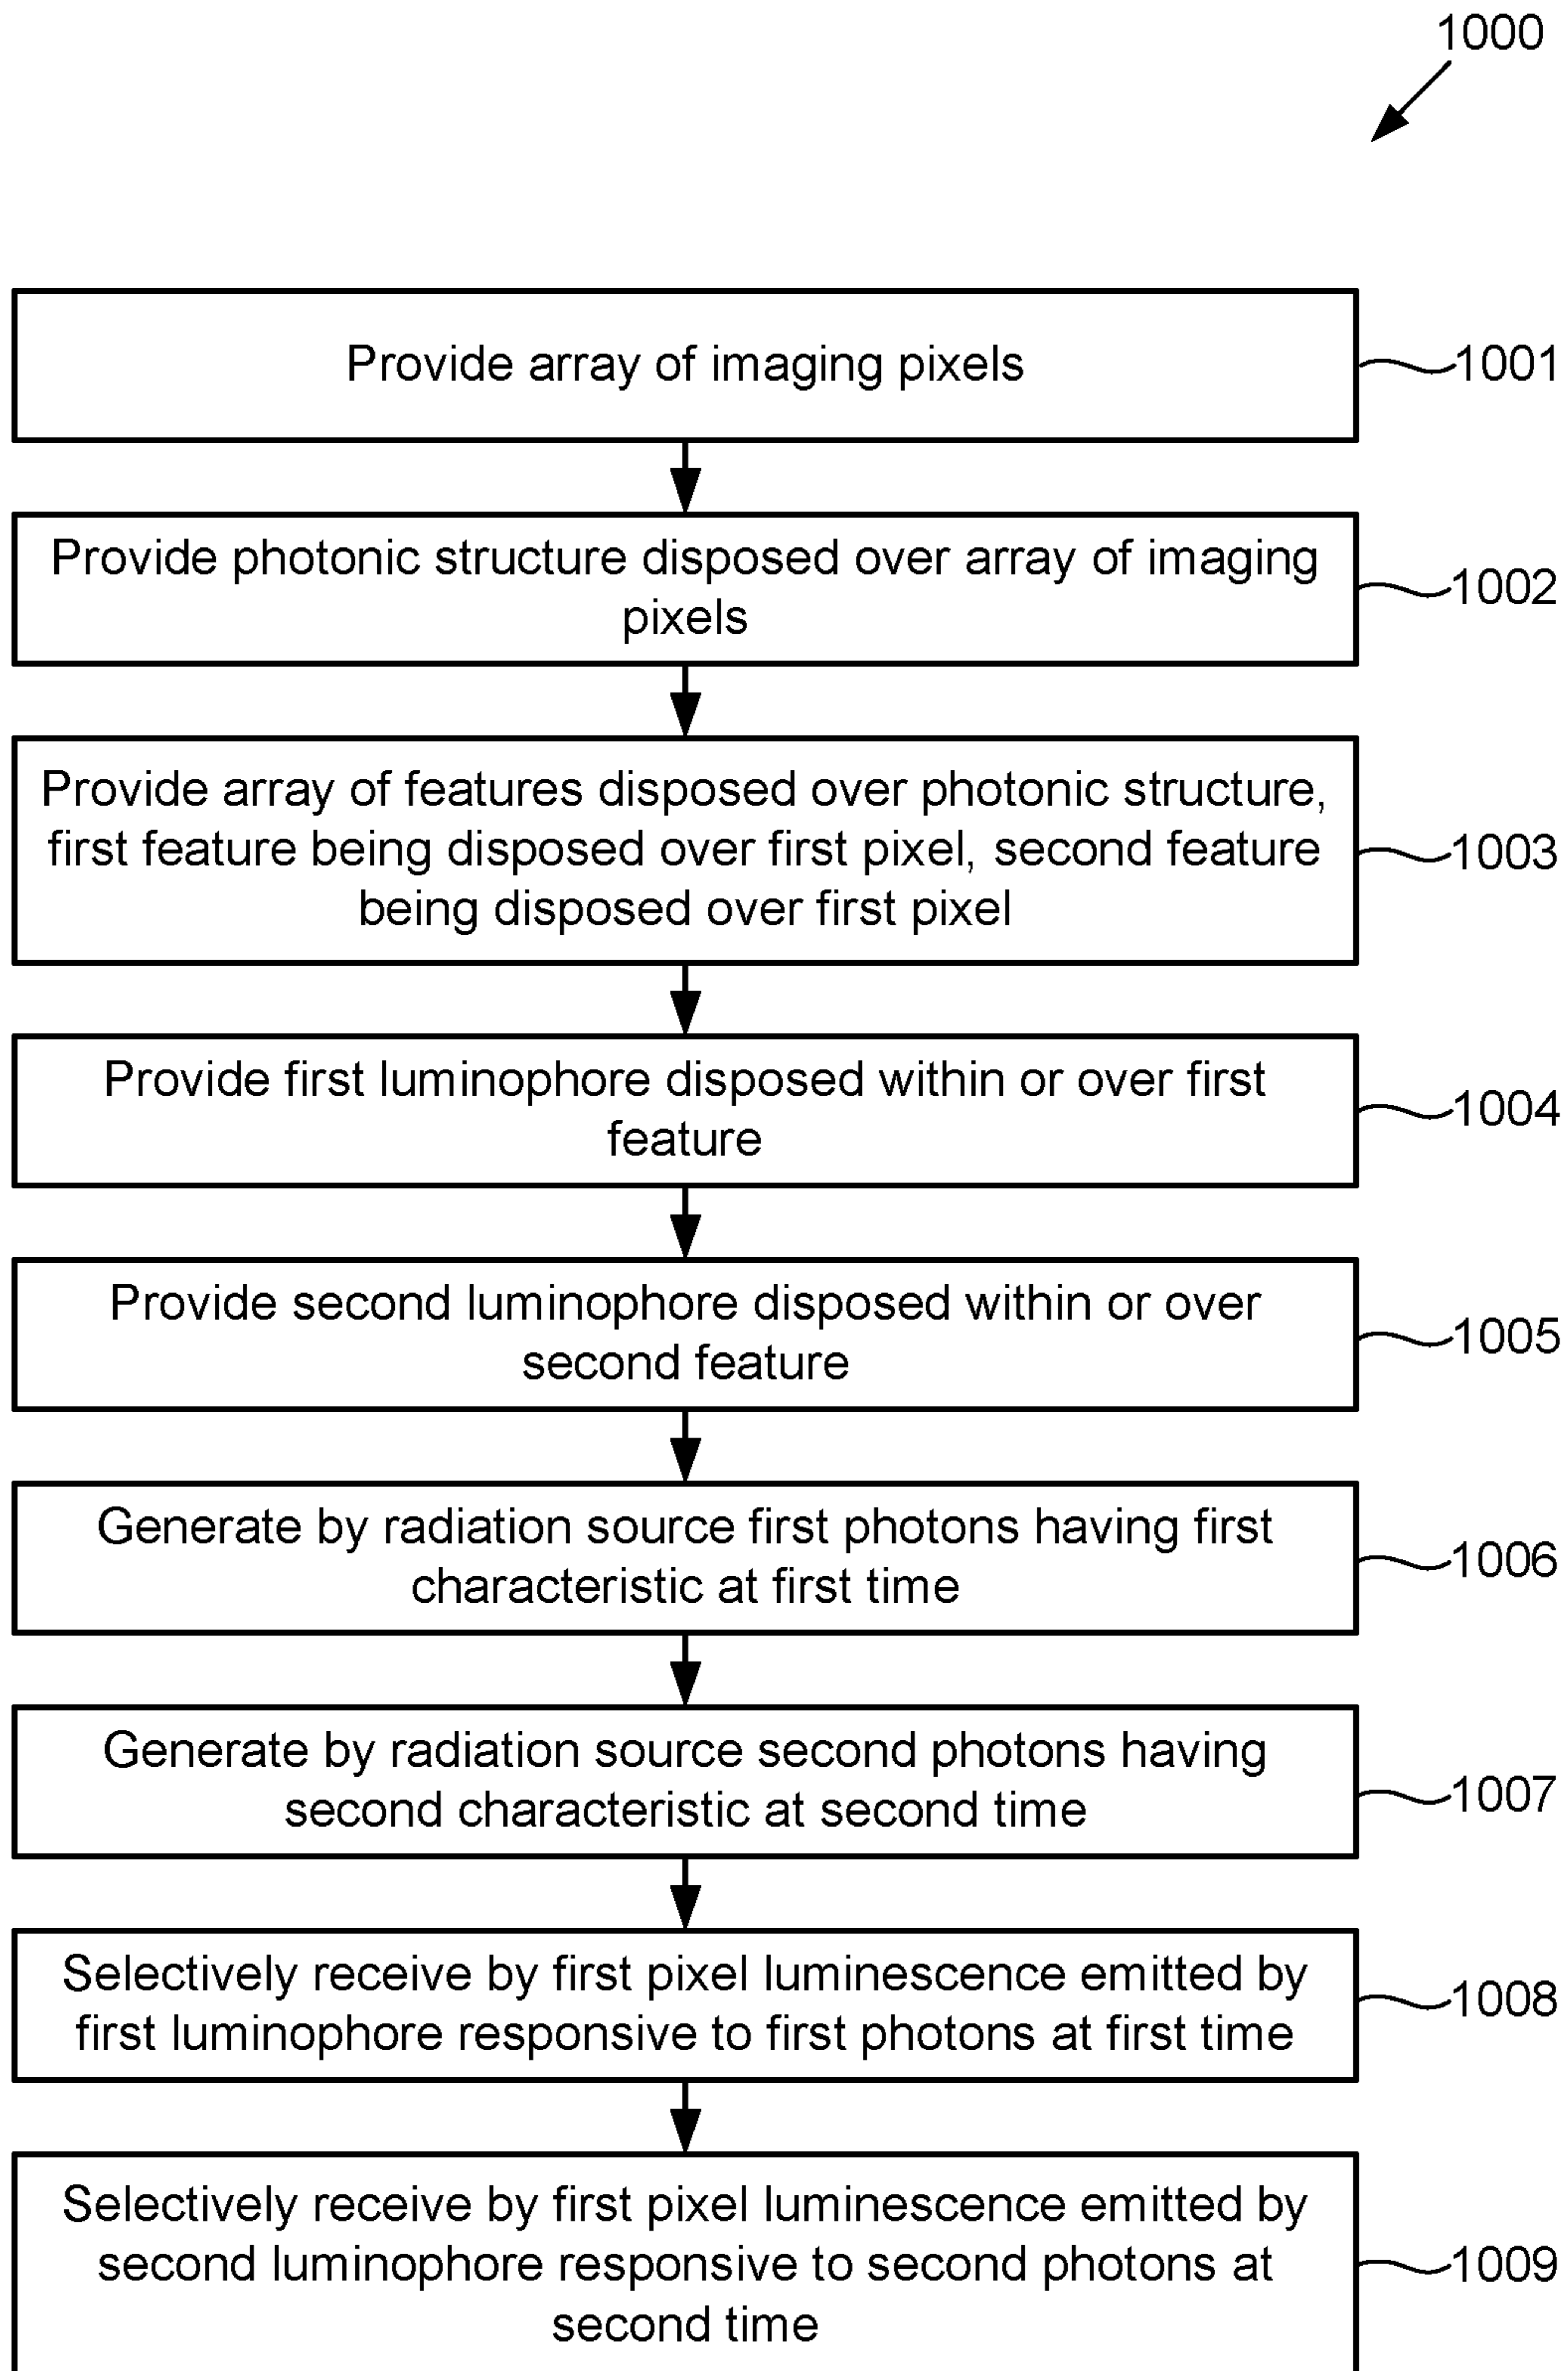 1000
Provide array of imaging pixels
1001
Provide photonic structure disposed over array of imaging
pixels
1002
Provide array of features disposed over photonic structure,
first feature being disposed over first pixel, second feature
being disposed over first pixel
1003
Provide first luminophore disposed within or over first
feature
1004
Provide second luminophore disposed within or over
second feature
1005
Generate by radiation source first photons having first
characteristic at first time
1006
Generate by radiation source second photons having
second characteristic at second time
1007
Selectively receive by first pixel luminescence emitted by
first luminophore responsive to first photons at first time
1008
Selectively receive by first pixel luminescence emitted by
second luminophore responsive to second photons at
second time
1009